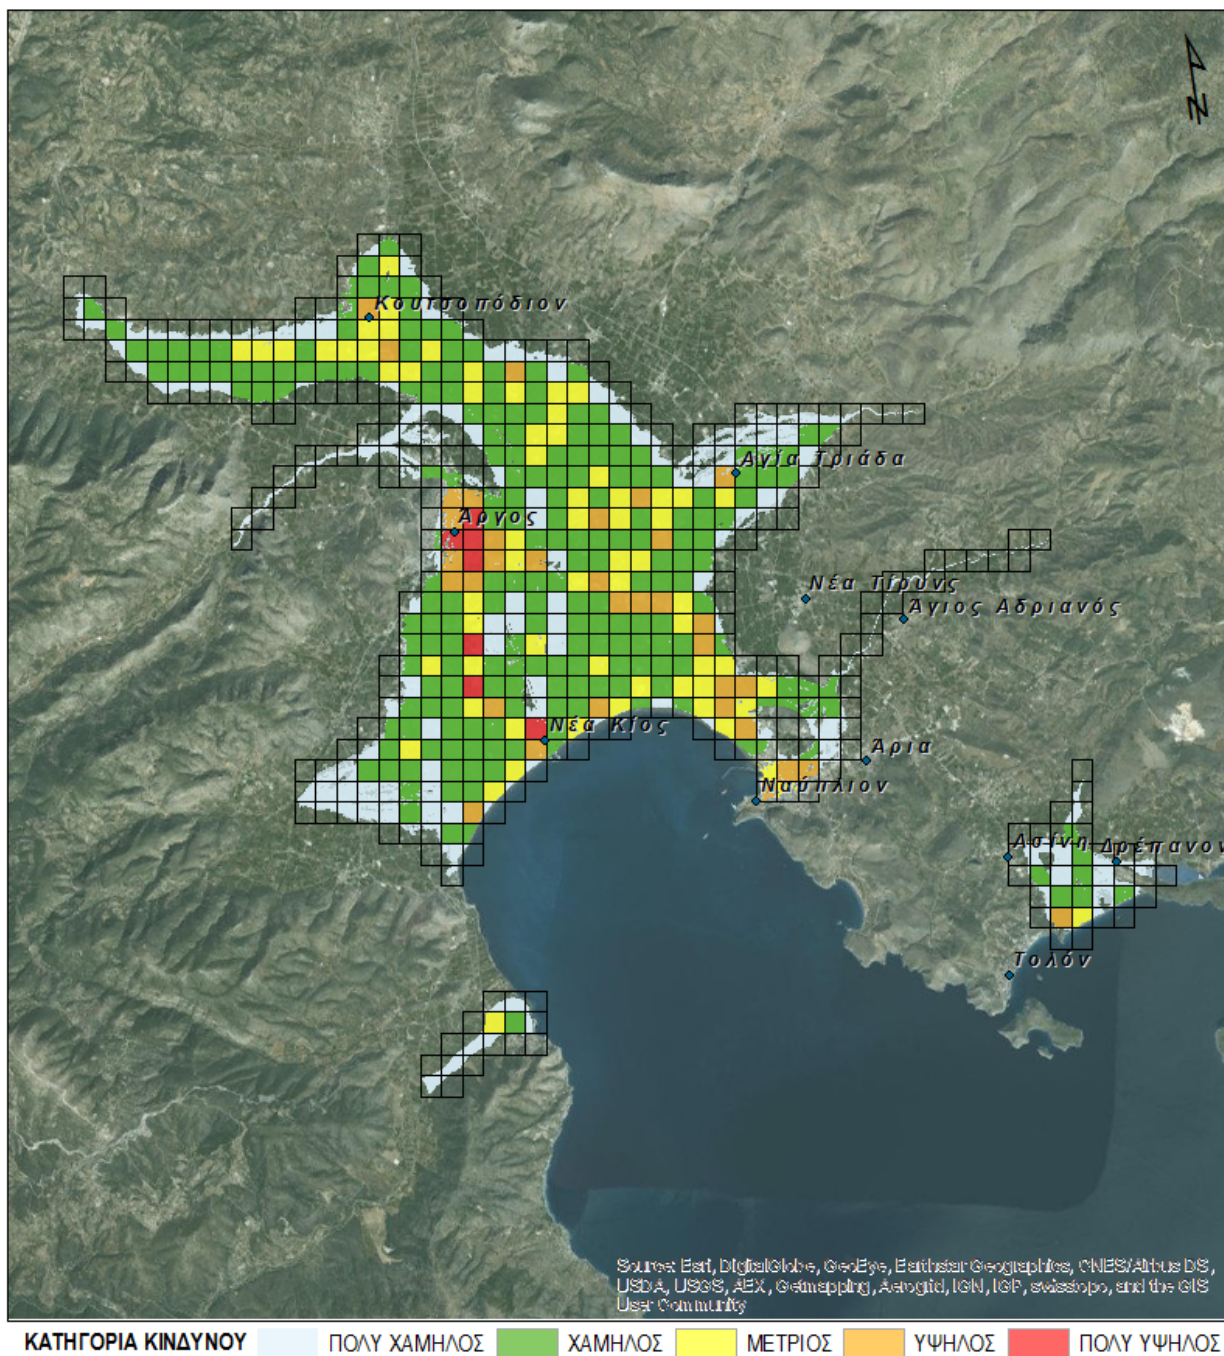 N
Κουτσοπόδιον
Αγία Τριάδα
Άργος
Νέα Τίρυνς
Άγιος Αδριανός
Νέα Κίος
Άρια
Ναύπλιον
Ασίνη
Δρέπανον
Τολόν
Source: Esri, DigitalGlobe, GeoEye, Earthstar Geographics, CNES/Airbus DS,
USDA, USGS, AEX, Getmapping, Aerogrid, IGN, IGP, swisstopo, and the GIS
User Community
ΚΑΤΗΓΟΡΙΑ ΚΙΝΔΥΝΟΥ ΠΟΛΥ ΧΑΜΗΛΟΣ ΧΑΜΗΛΟΣ ΜΕΤΡΙΟΣ ΥΨΗΛΟΣ ΠΟΛΥ ΥΨΗΛΟΣ